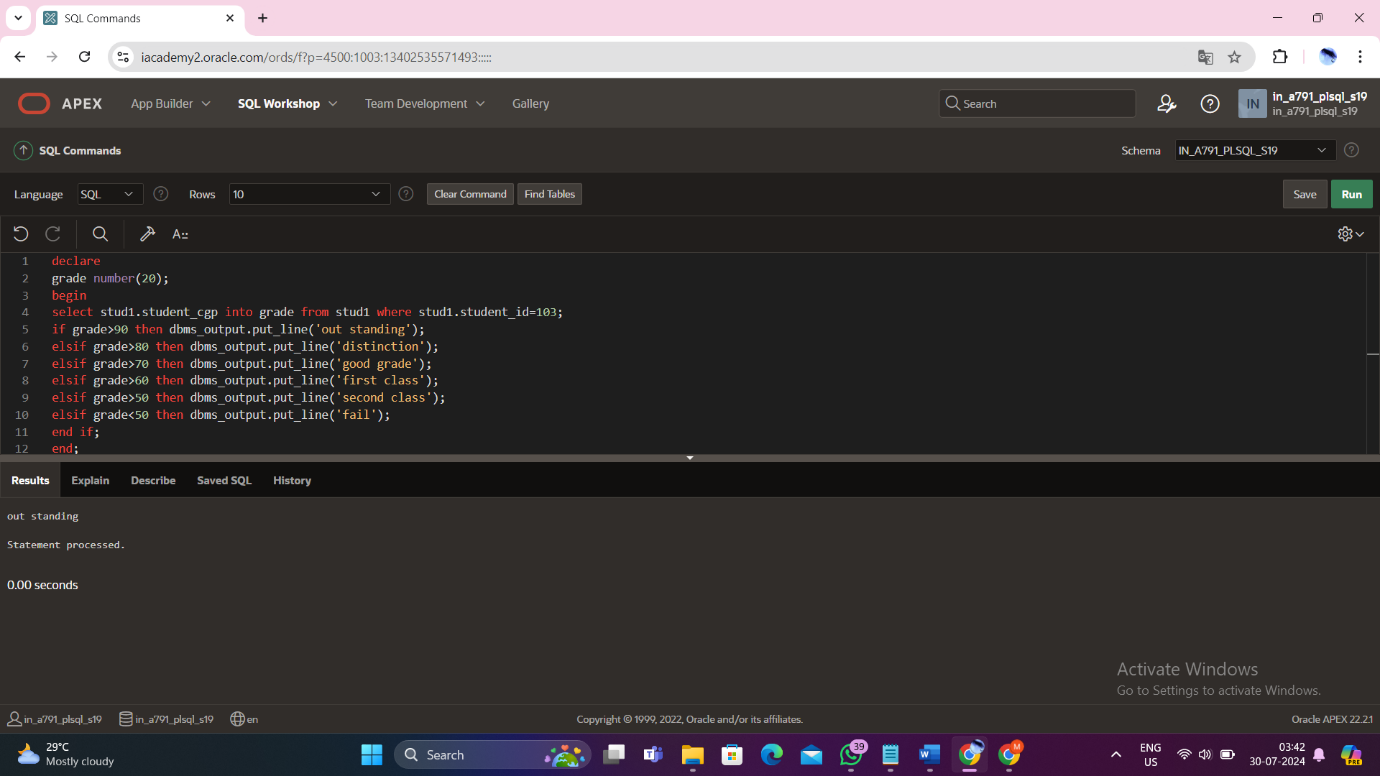 SQL Commands
iacademy2.oracle.com/ords/f?p=4500:1003:13402535571493:::::
APEX App Builder SQL Workshop Team Development Gallery Search IN in_a791_plsql_s19
in_a791_plsql_s19
SQL Commands Schema IN_A791_PLSQL_S19
Language SQL Rows 10 Clear Command Find Tables Save Run
1 declare
2 grade number(20);
3 begin
4 select stud1.student_cgp into grade from stud1 where stud1.student_id=103;
5 if grade>90 then dbms_output.put_line('out standing');
6 elsif grade>80 then dbms_output.put_line('distinction');
7 elsif grade>70 then dbms_output.put_line('good grade');
8 elsif grade>60 then dbms_output.put_line('first class');
9 elsif grade>50 then dbms_output.put_line('second class');
10 elsif grade<50 then dbms_output.put_line('fail');
11 end if;
12 end;
Results Explain Describe Saved SQL History
out standing
Statement processed.
0.00 seconds
Activate Windows
Go to Settings to activate Windows.
in_a791_plsql_s19 in_a791_plsql_s19 en Copyright © 1999, 2022, Oracle and/or its affiliates. Oracle APEX 22.2.1
29°C
Mostly cloudy
Search
39
M
ENG
US
03:42
30-07-2024
PRE